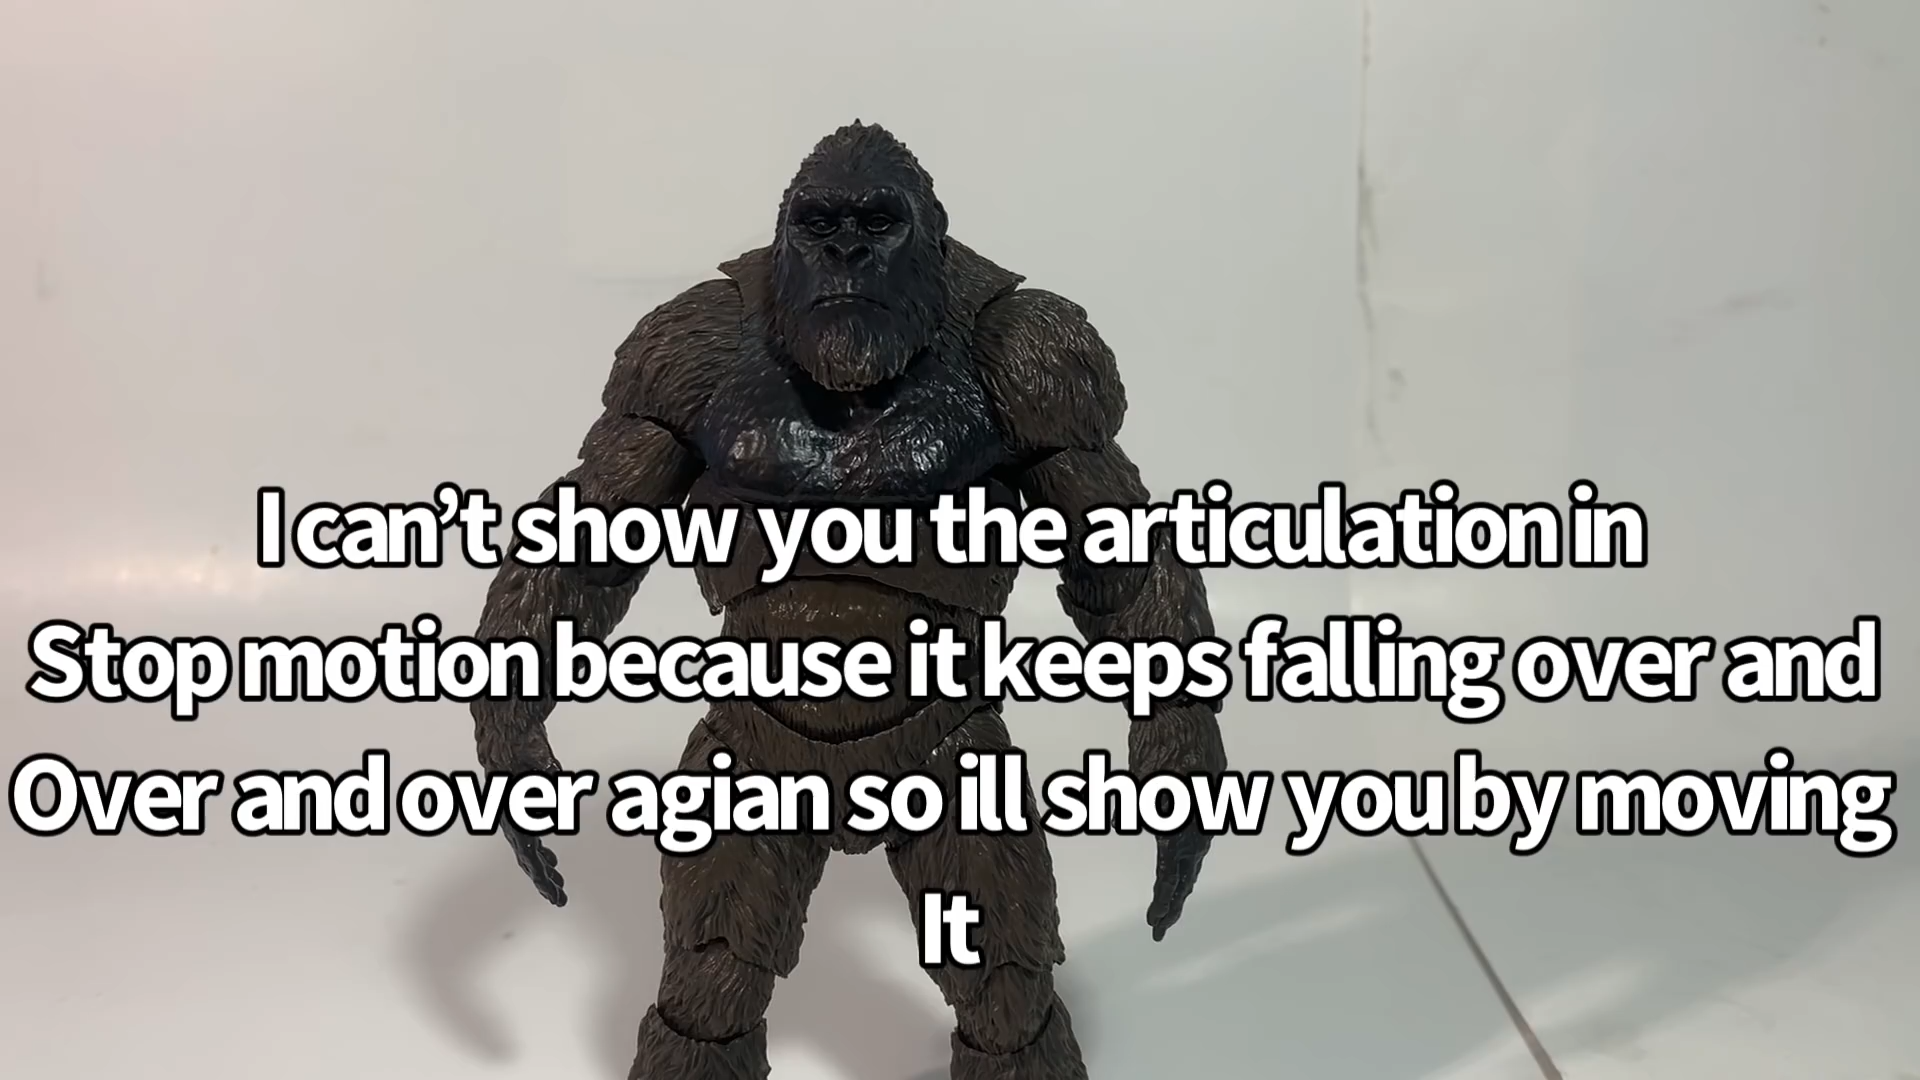 I can’t show you the articulation in
Stop motion because it keeps falling over and
Over and over agian so ill show you by moving
It